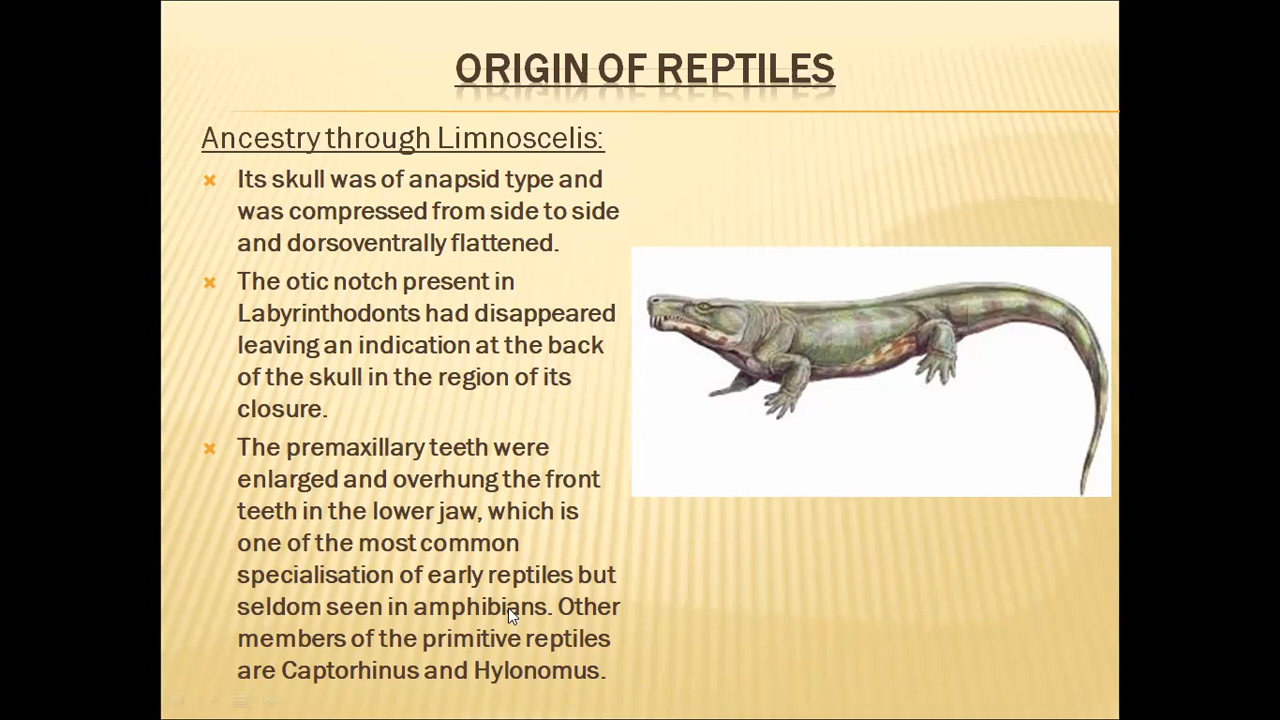 ORIGIN OF REPTILES
Ancestry through Limnoscelis:
Its skull was of anapsid type and
was compressed from side to side
and dorsoventrally flattened.
The otic notch present in
Labyrinthodonts had disappeared
leaving an indication at the back
of the skull in the region of its
closure.
The premaxillary teeth were
enlarged and overhung the front
teeth in the lower jaw, which is
one of the most common
specialisation of early reptiles but
seldom seen in amphibians. Other
members of the primitive reptiles
are Captorhinus and Hylonomus.